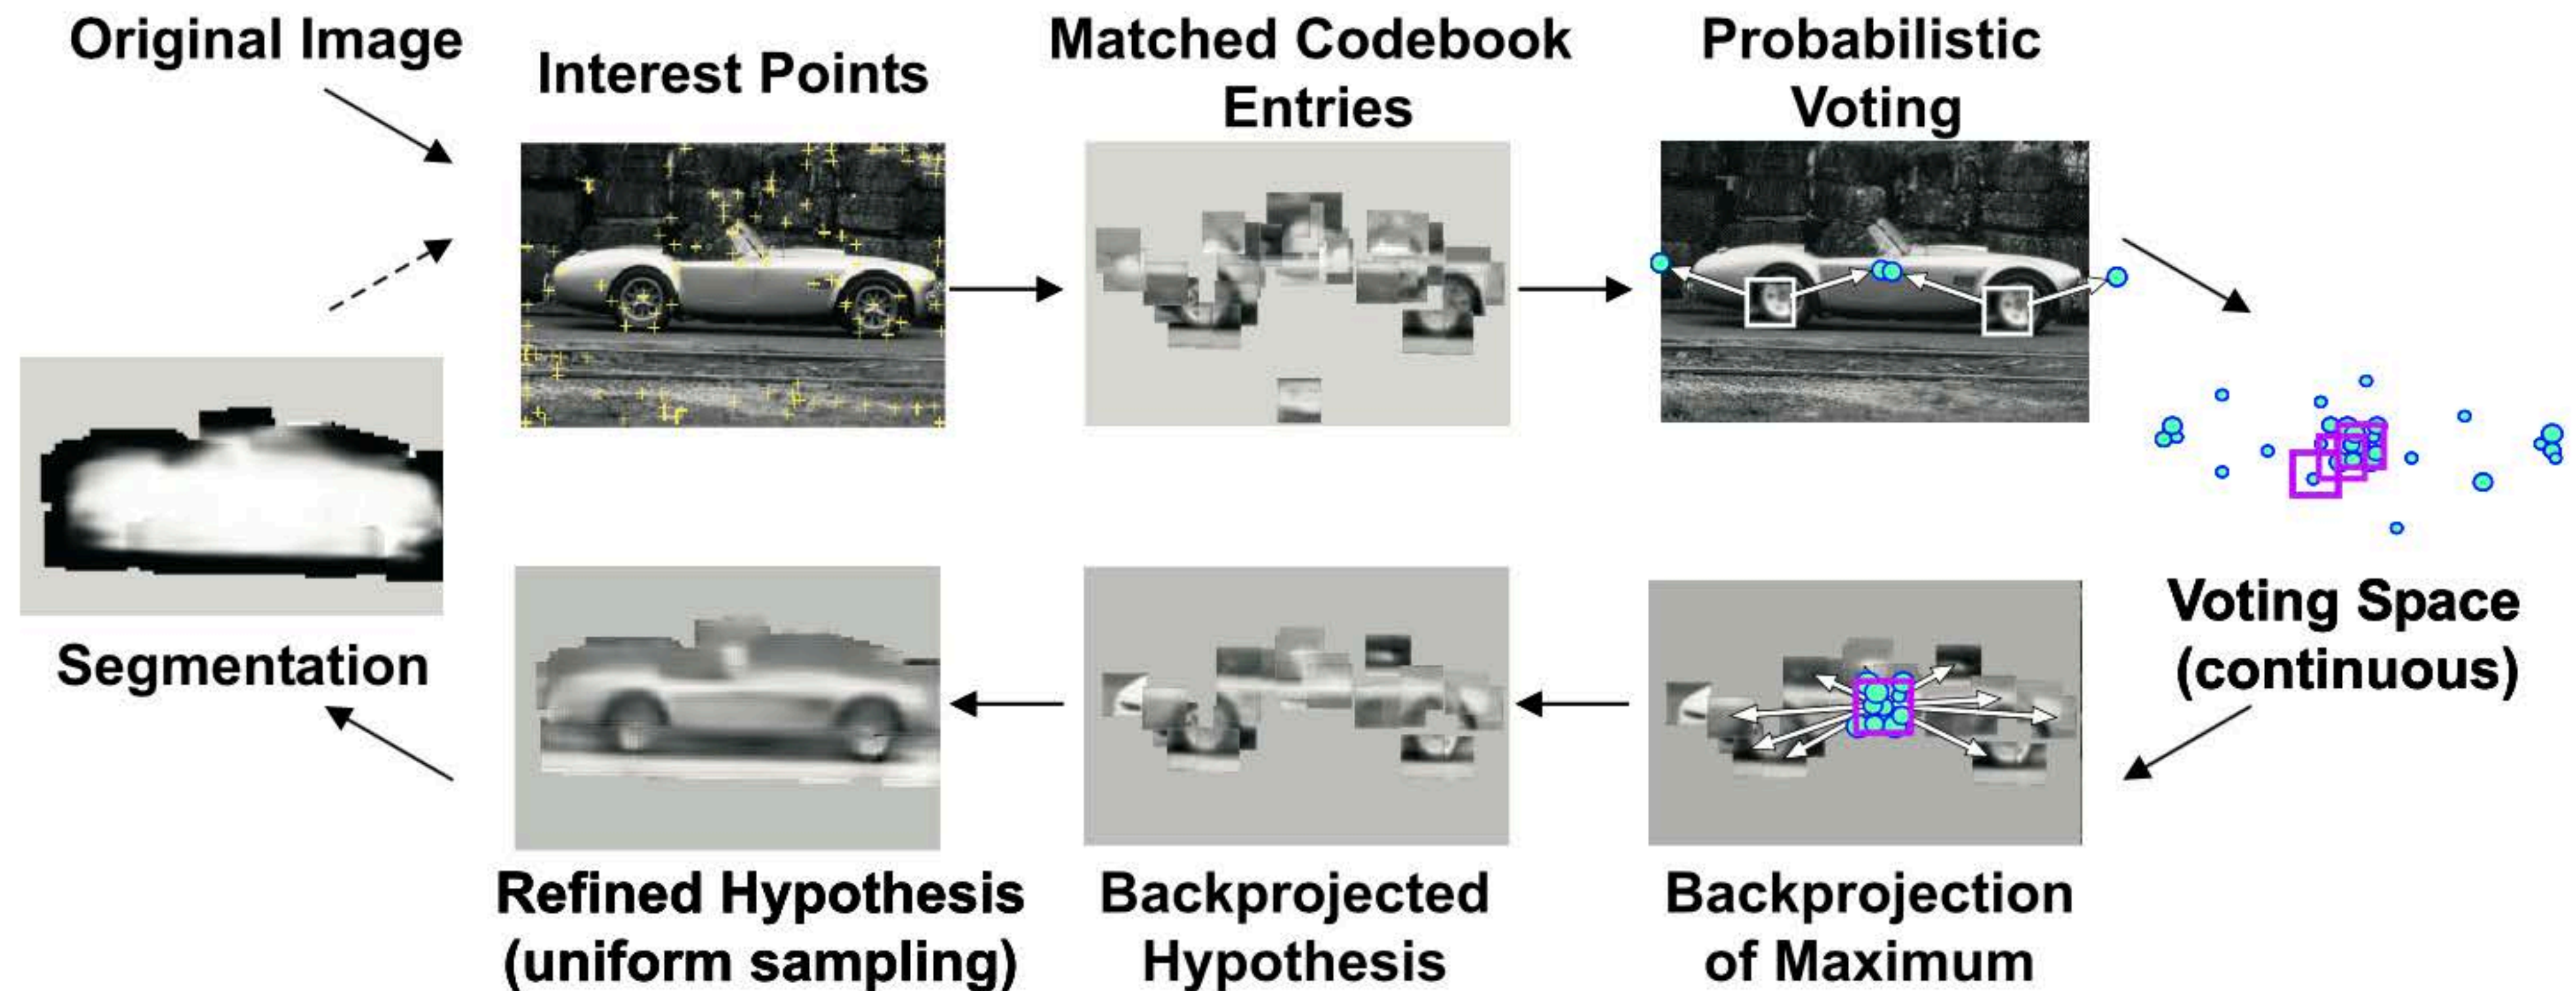 Original Image
Interest Points
Matched Codebook
Entries
Probabilistic
Voting
Voting Space
(continuous)
Segmentation
Refined Hypothesis
(uniform sampling)
Backprojected
Hypothesis
Backprojection
of Maximum